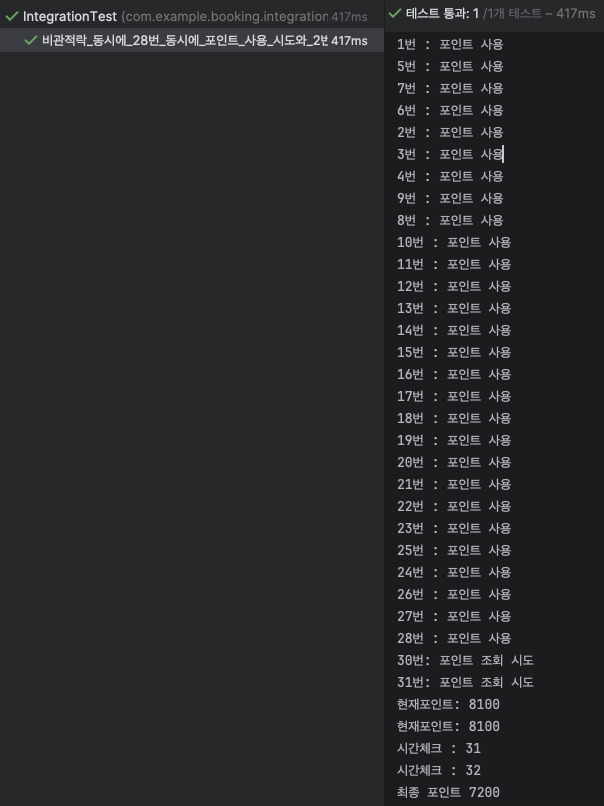 IntegrationTest (com.example.booking.integration 417ms
비관적락_동시에_28번_동시에_포인트_사용_시도와_2번 417ms
테스트 통과: 1 /1개 테스트 – 417ms
1번 : 포인트 사용
5번 : 포인트 사용
7번 : 포인트 사용
6번 : 포인트 사용
2번 : 포인트 사용
3번 : 포인트 사용
4번 : 포인트 사용
9번 : 포인트 사용
8번 : 포인트 사용
10번 : 포인트 사용
11번 : 포인트 사용
12번 : 포인트 사용
13번 : 포인트 사용
14번 : 포인트 사용
15번 : 포인트 사용
16번 : 포인트 사용
17번 : 포인트 사용
18번 : 포인트 사용
19번 : 포인트 사용
20번 : 포인트 사용
21번 : 포인트 사용
22번 : 포인트 사용
23번 : 포인트 사용
25번 : 포인트 사용
24번 : 포인트 사용
26번 : 포인트 사용
27번 : 포인트 사용
28번 : 포인트 사용
30번: 포인트 조회 시도
31번: 포인트 조회 시도
현재포인트: 8100
현재포인트: 8100
시간체크 : 31
시간체크 : 32
최종 포인트 7200